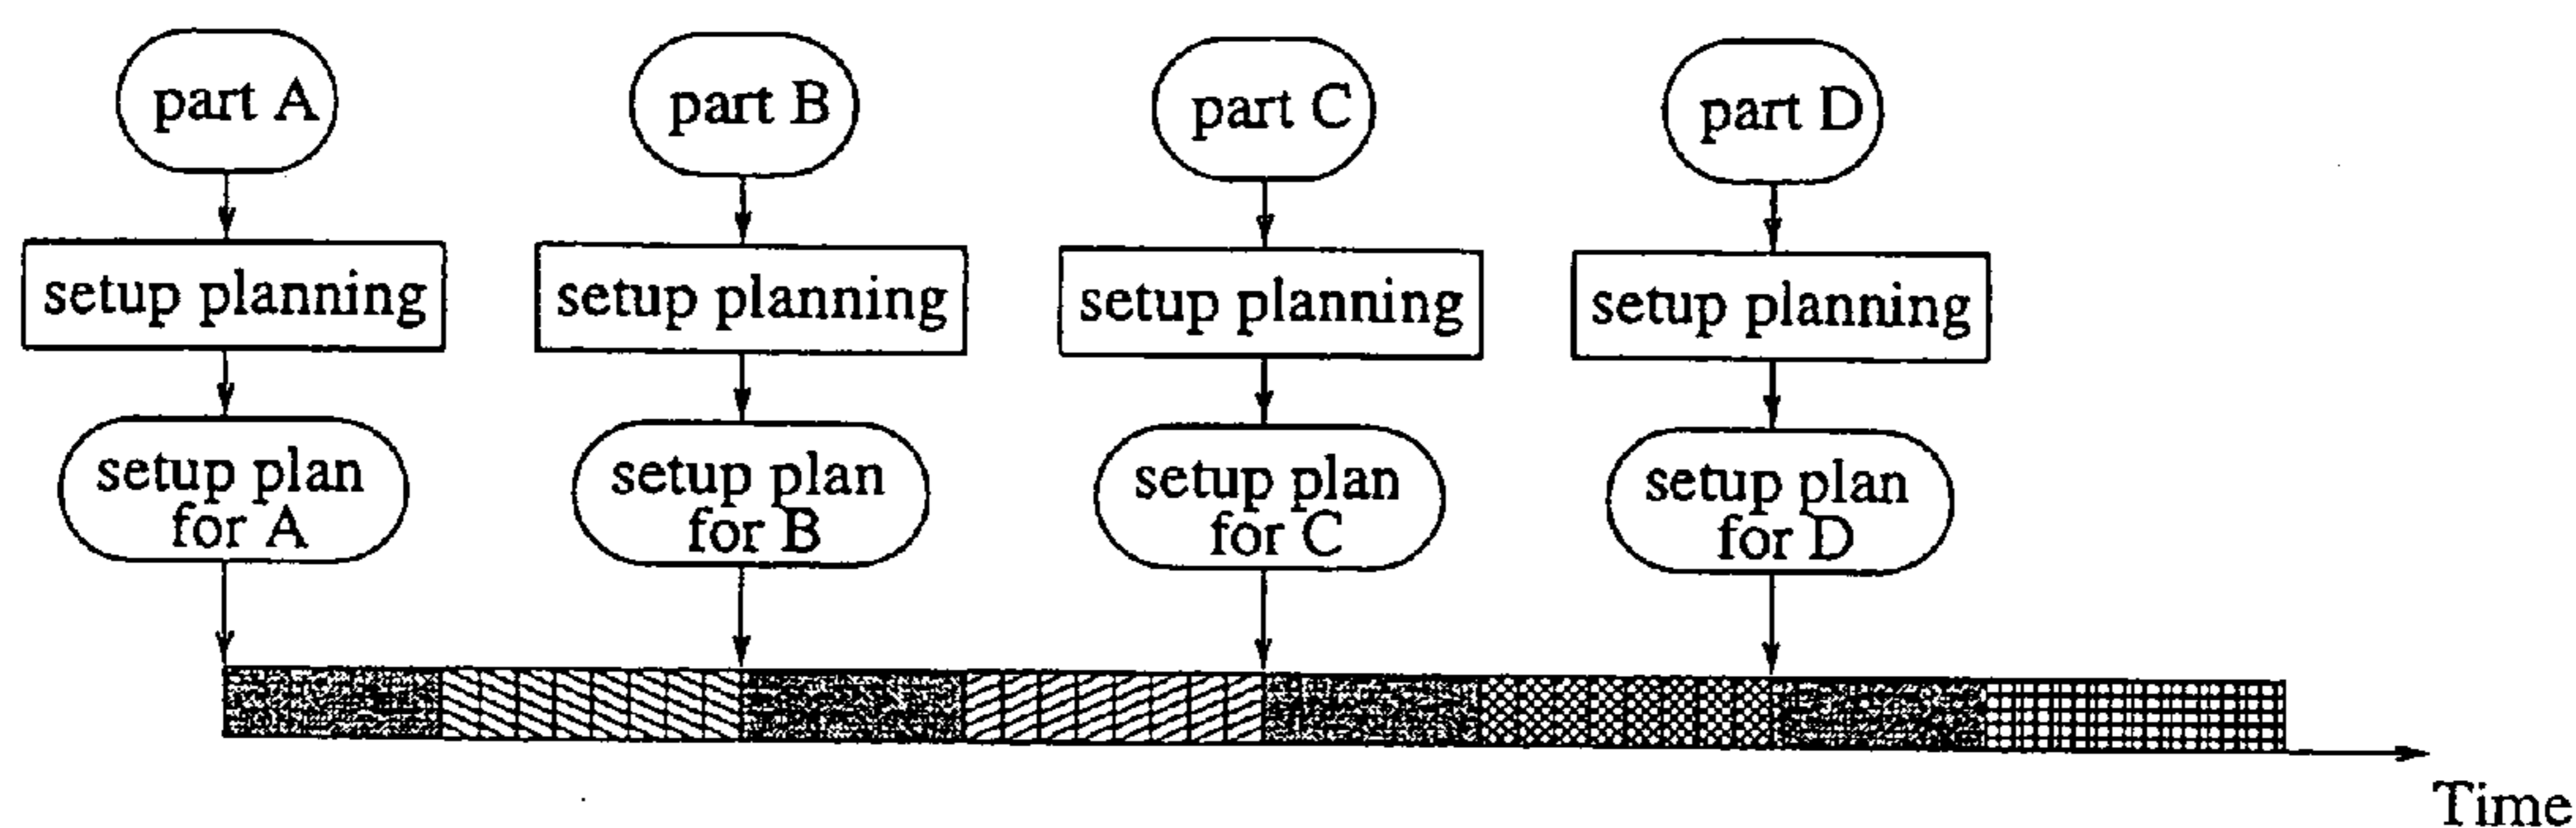 part A
part B
part C
part D
setup planning
setup planning
setup planning
setup planning
setup plan
for A
setup plan
for B
setup plan
for C
setup plan
for D
Time